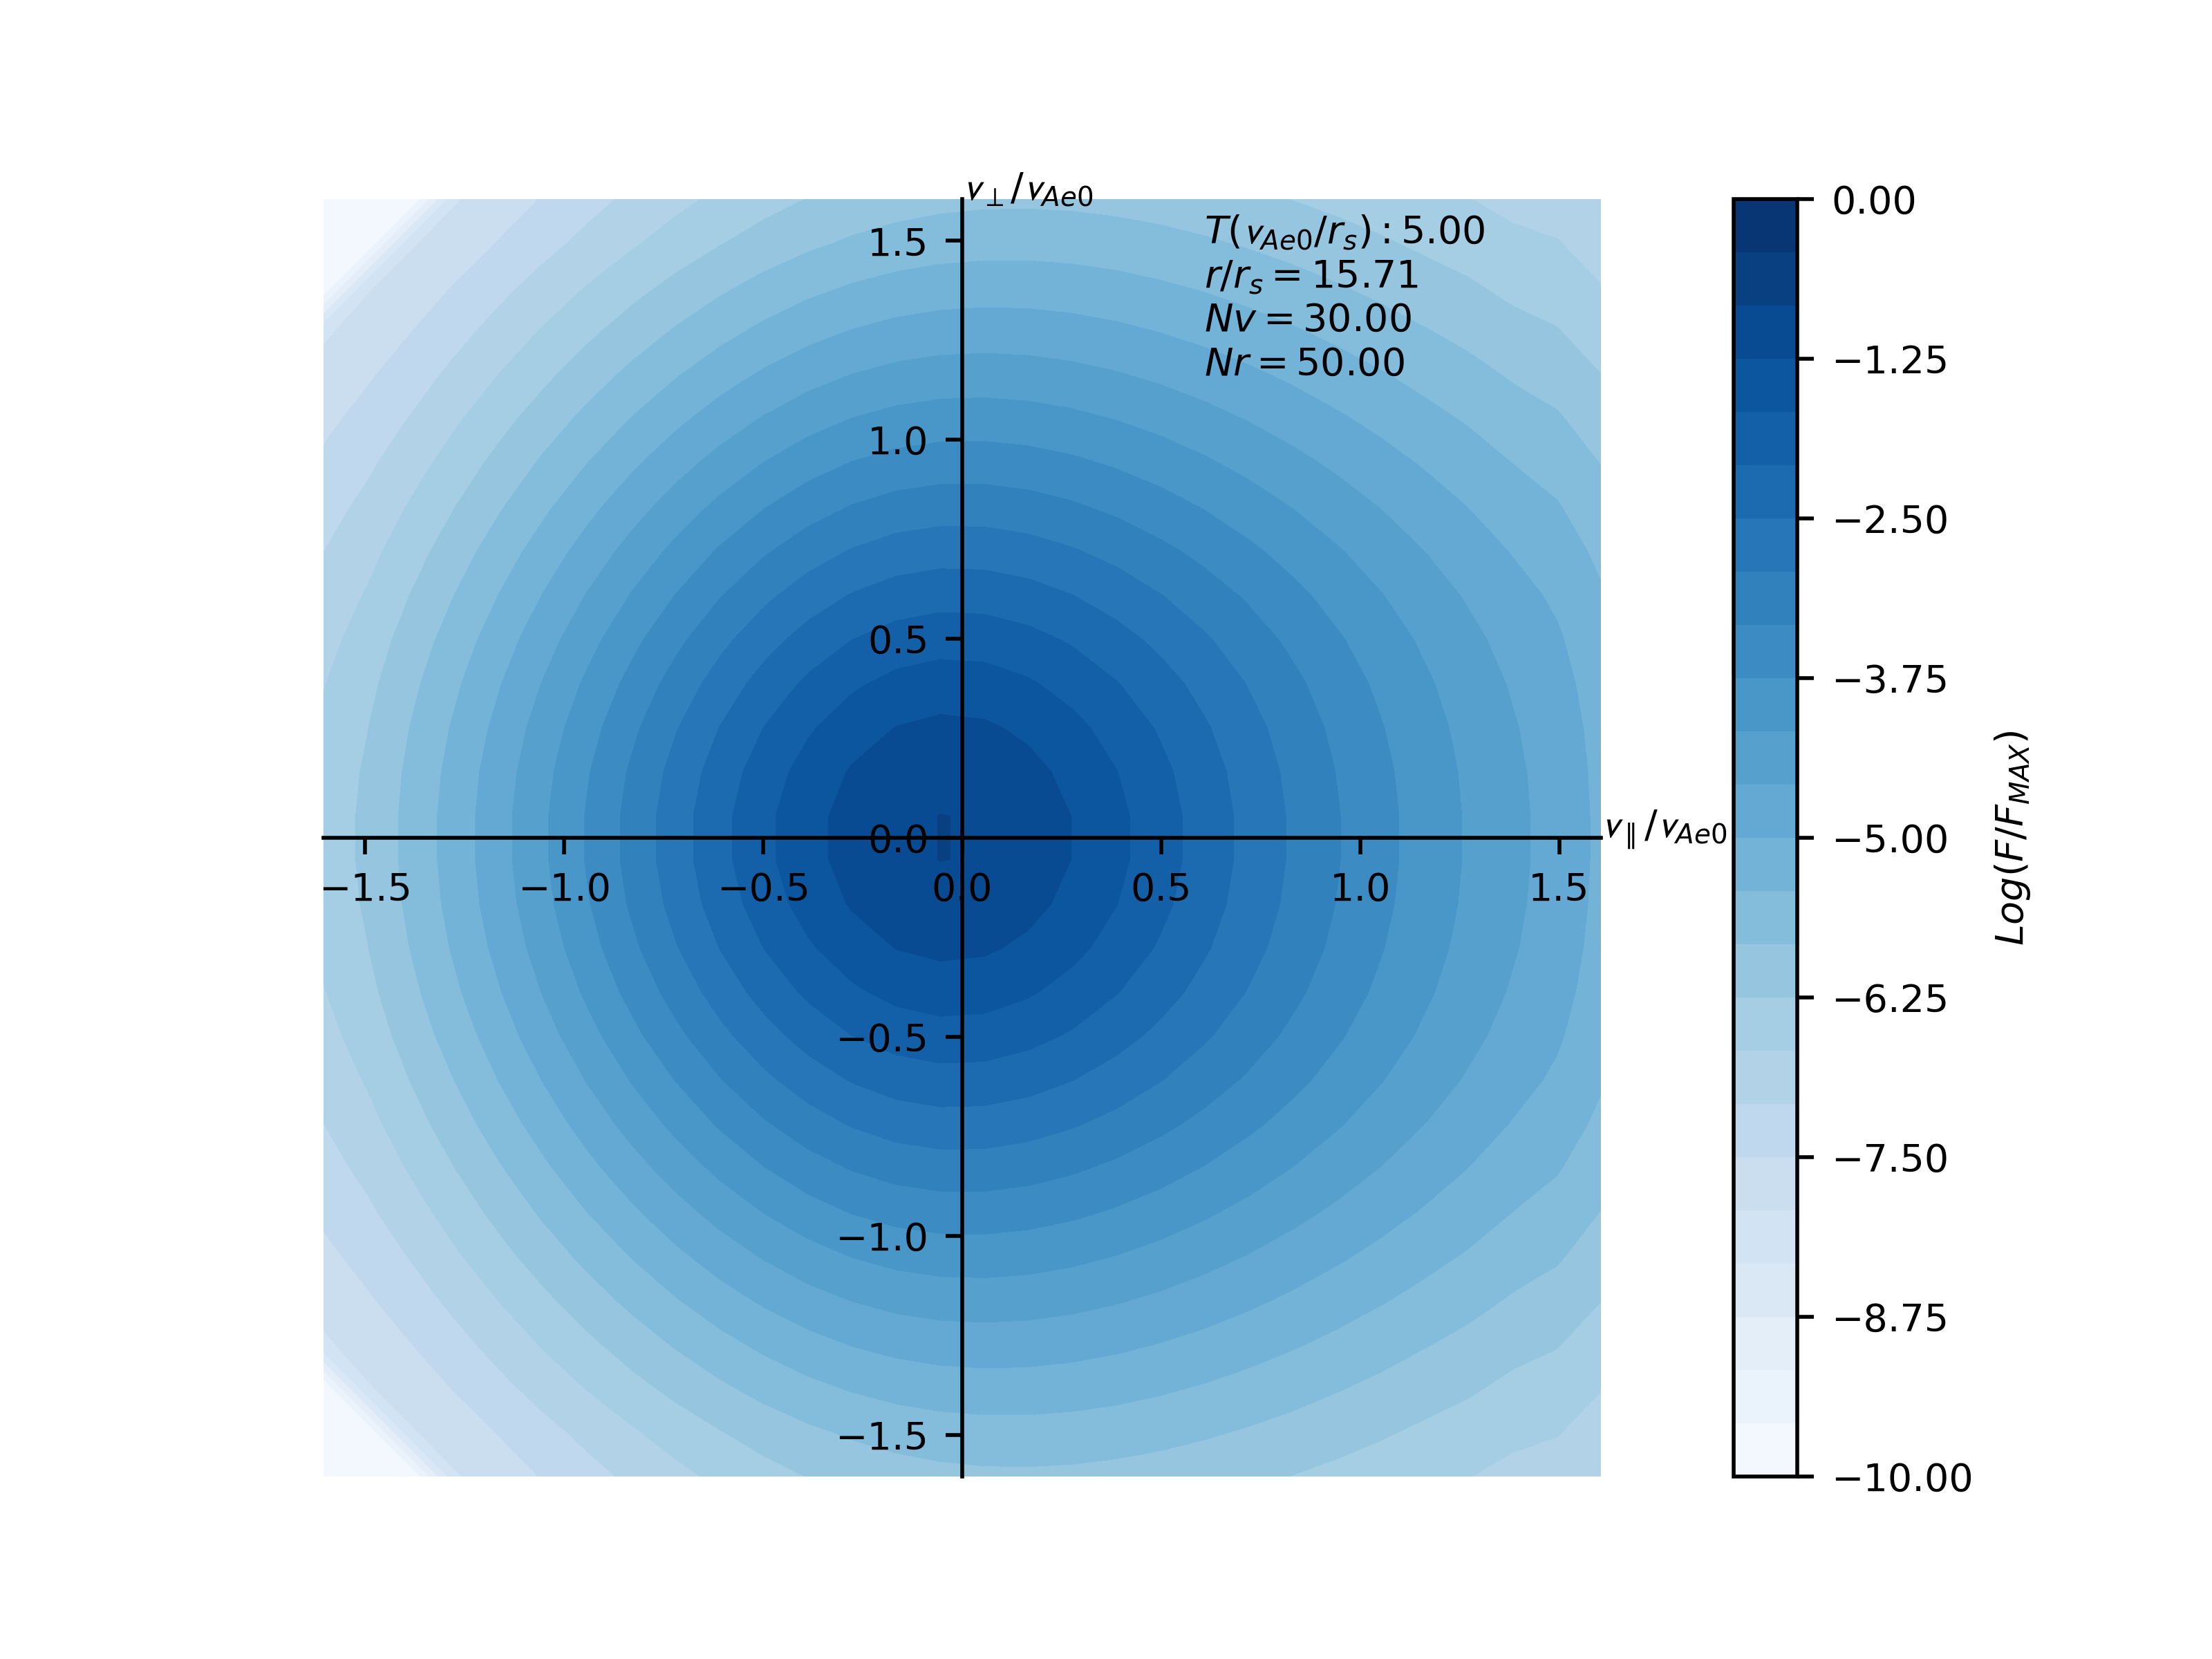 v⊥/vAe0
T(vAe0/rs) : 5.00
r/rs = 15.71
Nv = 30.00
Nr = 50.00
1.5
1.0
0.5
0.0
−0.5
−1.0
−1.5
−1.5 −1.0 −0.5 0.0 0.5 1.0 1.5
v∥/vAe0
0.00
−1.25
−2.50
−3.75
−5.00
−6.25
−7.50
−8.75
−10.00
Log(F/FMAX)